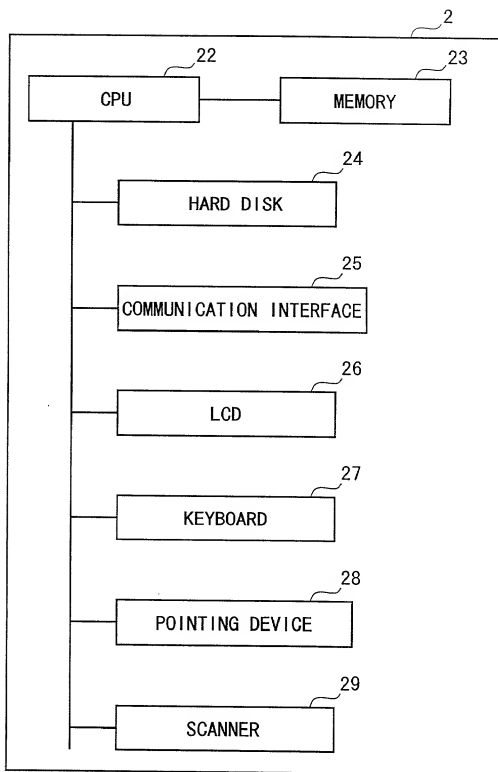 2
22
23
CPU
MEMORY
24
HARD DISK
25
COMMUNICATION INTERFACE
26
LCD
27
KEYBOARD
28
POINTING DEVICE
29
SCANNER